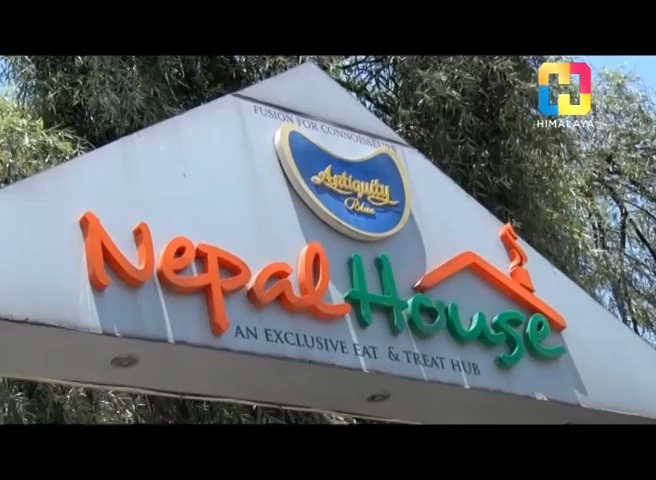 HIMALAYA
FUSION FOR CONNOISSEURS
Antiquity
Blue
Nepal House
AN EXCLUSIVE EAT & TREAT HUB